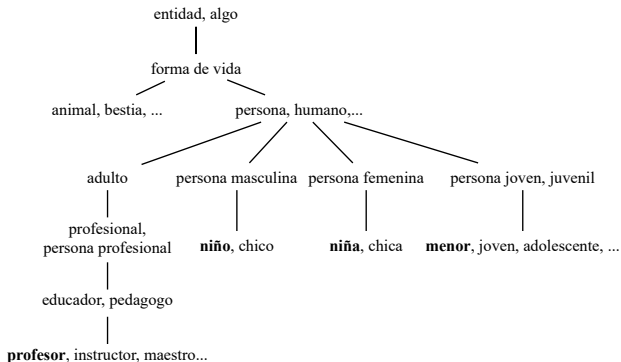 entidad, algo
forma de vida
animal, bestia, ...
persona, humano,...
adulto
persona masculina
persona femenina
persona joven, juvenil
profesional,
persona profesional
niño, chico
niña, chica
menor, joven, adolescente, ...
educador, pedagogo
profesor, instructor, maestro...